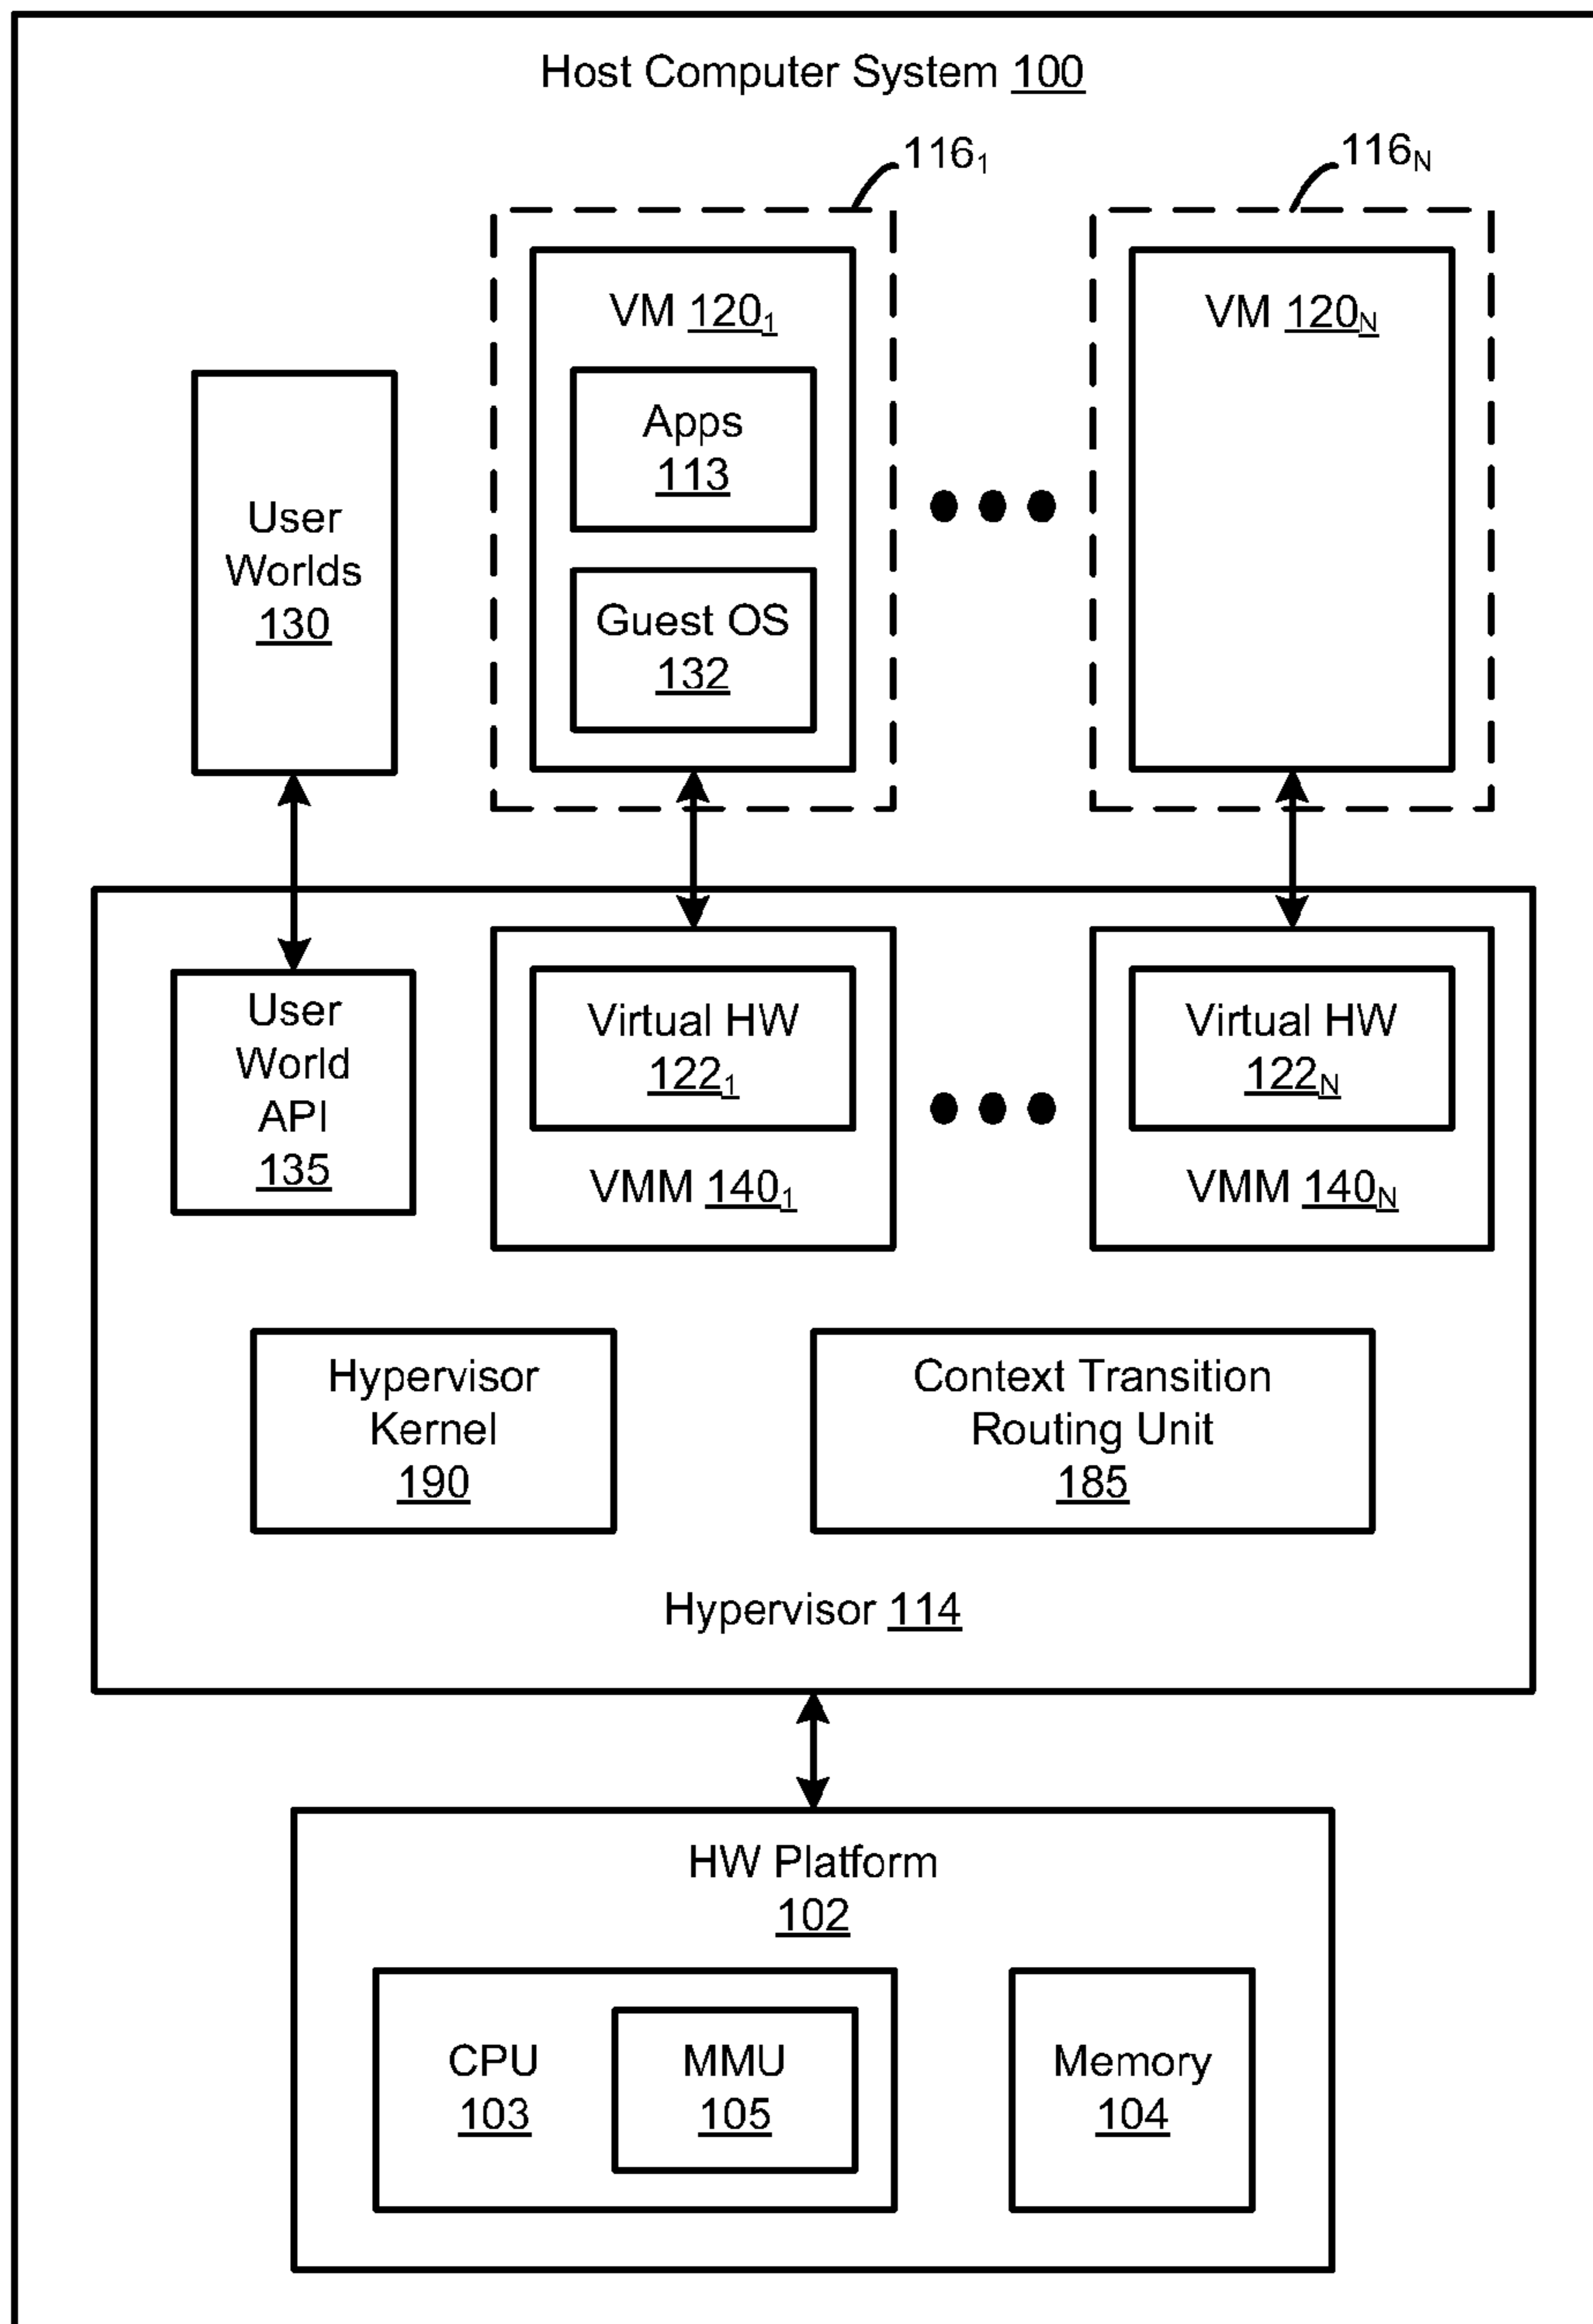 Host Computer System 100
116₁
116N
VM 120₁
VM 120N
Apps
113
User
Worlds
130
Guest OS
132
User
World
API
135
Virtual HW
122₁
VMM 140₁
Virtual HW
122N
VMM 140N
Hypervisor
Kernel
190
Context Transition
Routing Unit
185
Hypervisor 114
HW Platform
102
CPU
103
MMU
105
Memory
104